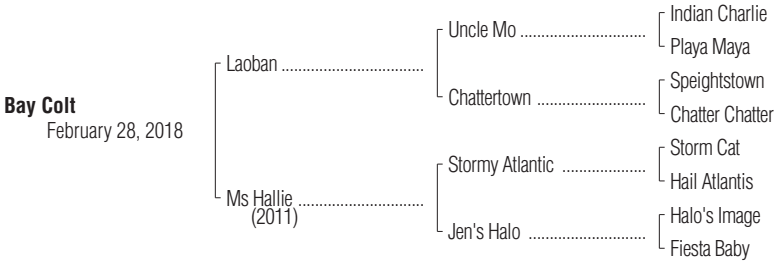 Indian Charlie
Uncle Mo ..............................
Playa Maya
Laoban ..................................
Speightstown
Chattertown ..........................
Chatter Chatter
Bay Colt
February 28, 2018
Storm Cat
Stormy Atlantic ....................
Hail Atlantis
Ms Hallie ..............................
(2011)
Halo's Image
Jen's Halo ............................
Fiesta Baby